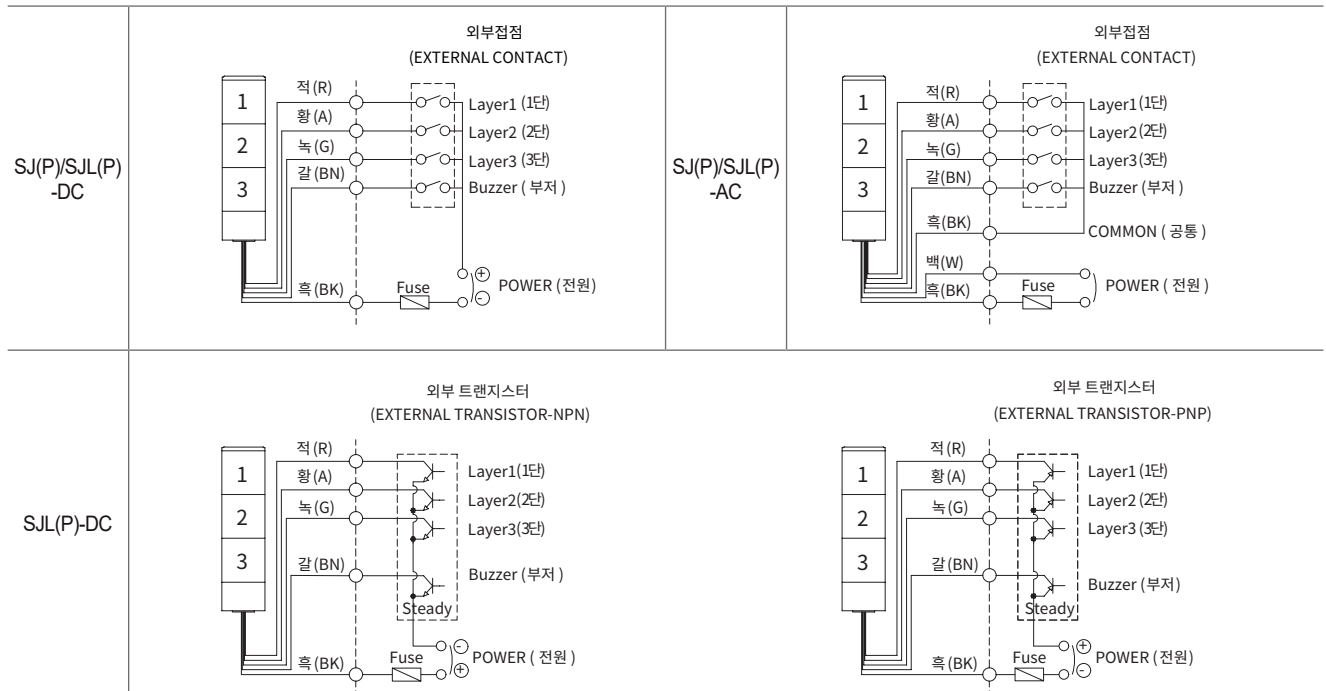 SJ(P)/SJL(P)
-DC
외부접점
(EXTERNAL CONTACT)
1
2
3
적(R)
황(A)
녹(G)
갈(BN)
흑(BK)
Layer1 (1단)
Layer2 (2단)
Layer3 (3단)
Buzzer ( 부저 )
Fuse
+
-
POWER (전원)
SJ(P)/SJL(P)
-AC
외부접점
(EXTERNAL CONTACT)
1
2
3
적(R)
황(A)
녹(G)
갈(BN)
흑(BK)
백(W)
흑(BK)
Layer1 (1단)
Layer2 (2단)
Layer3 (3단)
Buzzer ( 부저 )
COMMON ( 공통 )
Fuse
POWER ( 전원 )
SJL(P)-DC
외부 트랜지스터
(EXTERNAL TRANSISTOR-NPN)
1
2
3
적(R)
황(A)
녹(G)
갈(BN)
흑(BK)
Layer1(1단)
Layer2(2단)
Layer3(3단)
Buzzer (부저 )
Steady
Fuse
-
+
POWER ( 전원 )
외부 트랜지스터
(EXTERNAL TRANSISTOR-PNP)
1
2
3
적(R)
황(A)
녹(G)
갈(BN)
흑(BK)
Layer1 (1단)
Layer2 (2단)
Layer3 (3단)
Buzzer (부저)
Steady
Fuse
+
-
POWER (전원)